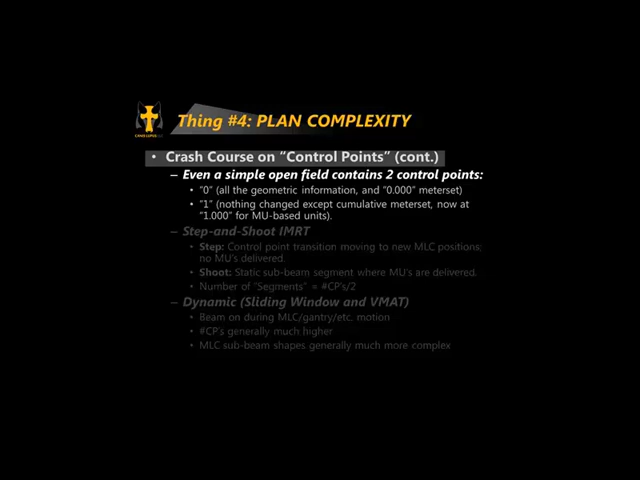 CANIS LUPUS LLC
Thing #4: PLAN COMPLEXITY
• Crash Course on “Control Points” (cont.)
– Even a simple open field contains 2 control points:
• “0” (all the geometric information, and “0.000” meterset)
• “1” (nothing changed except cumulative meterset, now at
“1.000” for MU-based units).
– Step-and-Shoot IMRT
• Step: Control point transition moving to new MLC positions;
no MU's delivered.
• Shoot: Static sub-beam segment where MU's are delivered.
• Number of “Segments” = #CP's/2
– Dynamic (Sliding Window and VMAT)
• Beam on during MLC/gantry/etc. motion
• #CP's generally much higher
• MLC sub-beam shapes generally much more complex